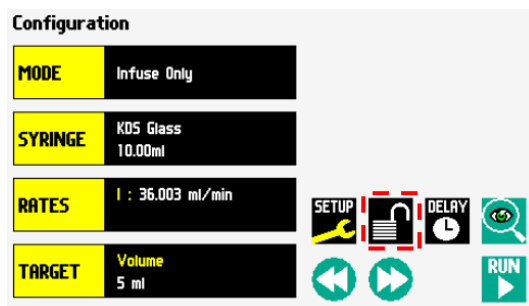 Configuration
MODE
Infuse Only
SYRINGE
KDS Glass
10.00ml
RATES
I : 36.003 ml/min
TARGET
Volume
5 ml
SETUP
DELAY
RUN